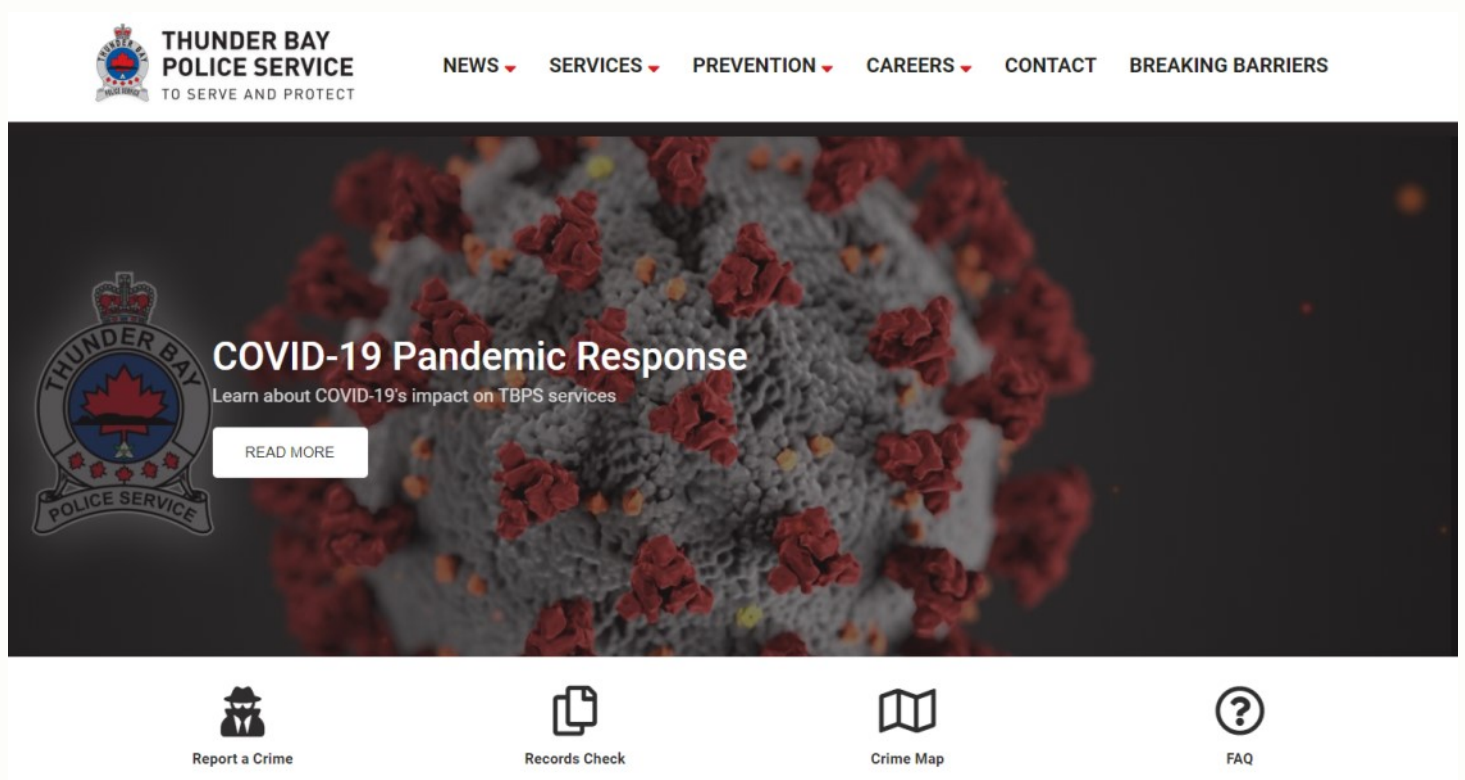 THUNDER BAY
POLICE SERVICE
TO SERVE AND PROTECT
NEWS SERVICES PREVENTION CAREERS CONTACT BREAKING BARRIERS
THUNDER BAY
POLICE SERVICE
COVID-19 Pandemic Response
Learn about COVID-19's impact on TBPS services
READ MORE
Report a Crime Records Check Crime Map FAQ